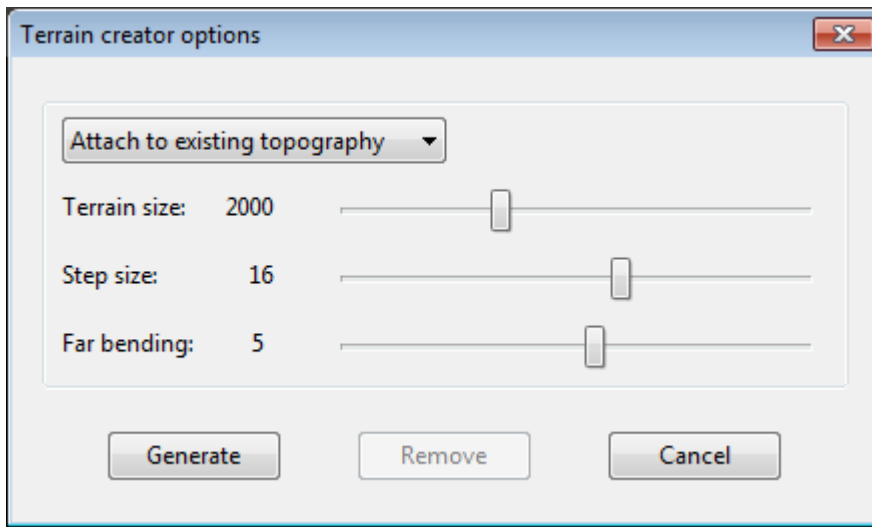 Terrain creator options
Attach to existing topography
Terrain size: 2000
Step size: 16
Far bending: 5
Generate Remove Cancel